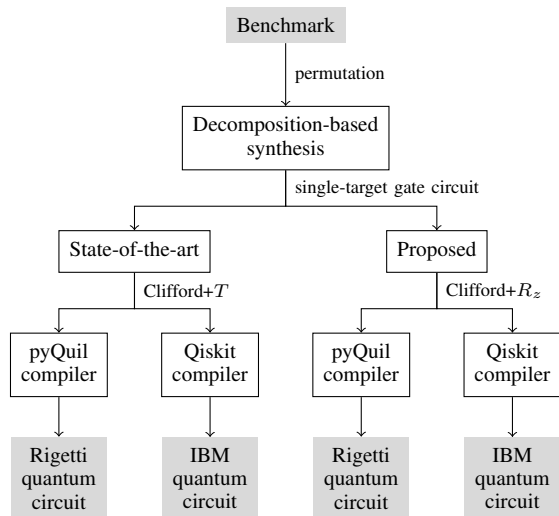 Benchmark
permutation
Decomposition-based
synthesis
single-target gate circuit
State-of-the-art
Proposed
Clifford+T
Clifford+R_z
pyQuil
compiler
Qiskit
compiler
pyQuil
compiler
Qiskit
compiler
Rigetti
quantum
circuit
IBM
quantum
circuit
Rigetti
quantum
circuit
IBM
quantum
circuit